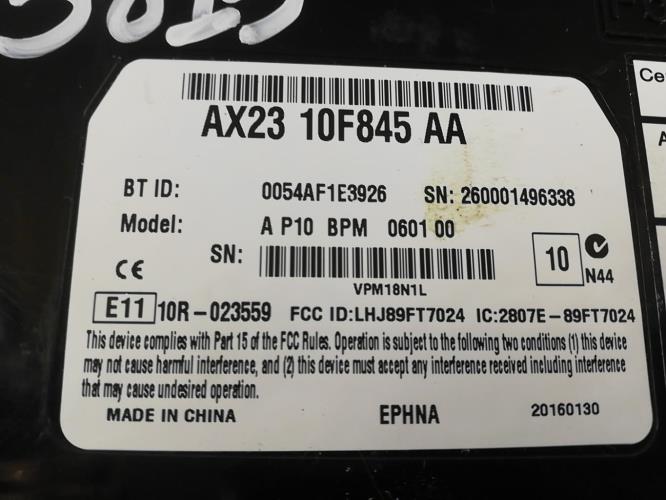 AX23 10F845 AA
BT ID: 0054AF1E3926 SN: 260001496338
Model: A P10 BPM 0601 00
SN:
VPM18N1L
10
N44
CE
E11 10R-023559 FCC ID:LHJ89FT7024 IC:2807E-89FT7024
This device complies with Part 15 of the FCC Rules. Operation is subject to the following two conditions (1) this device
may not cause harmful interference, and (2) this device must accept any interference received including interference
that may cause undesired operation.
MADE IN CHINA EPHNA 20160130